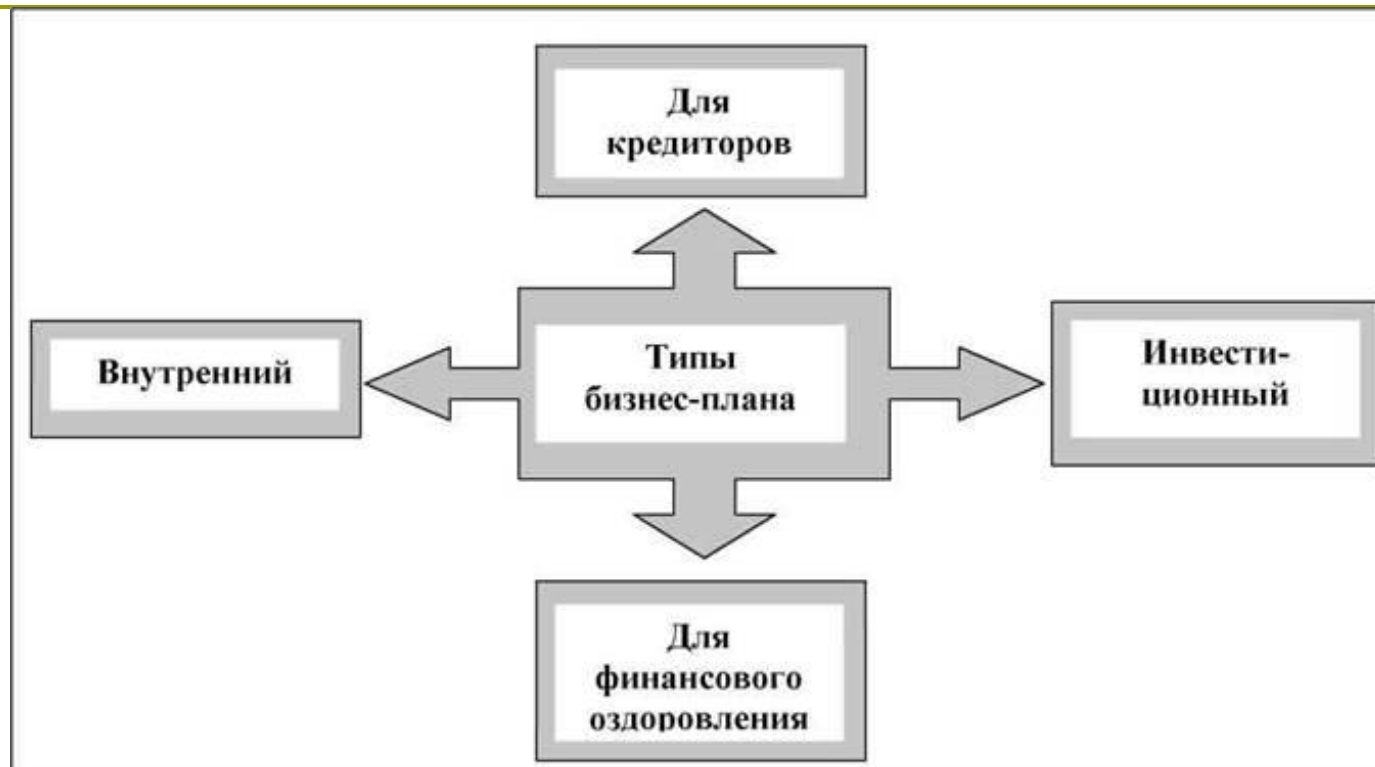 Для
кредиторов
Внутренний
Типы
бизнес-плана
Инвести-
ционный
Для
финансового
оздоровления